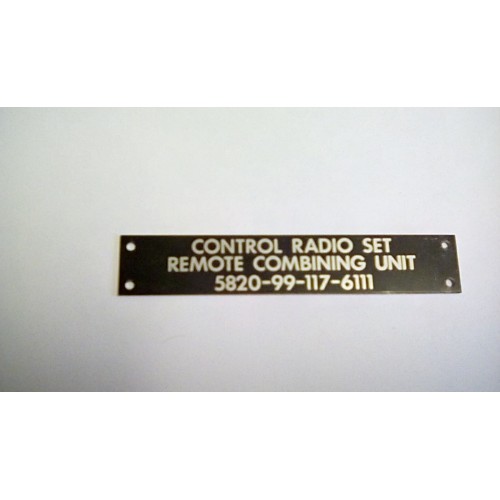 CONTROL RADIO SET
REMOTE COMBINING UNIT
5820-99-117-6111